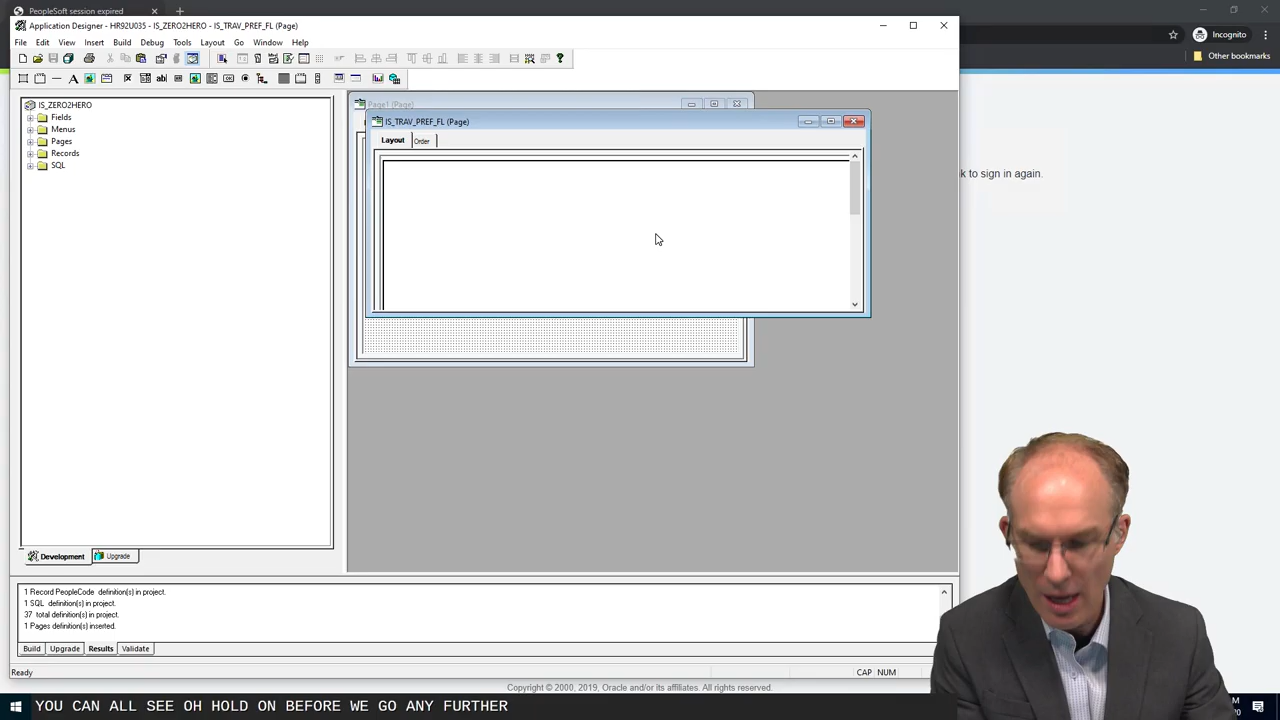 PeopleSoft session expired
Application Designer - HR92U035 - IS_ZERO2HERO - IS_TRAV_PREF_FL (Page)
Incognito
File Edit View Insert Build Debug Tools Layout Go Window Help
Other bookmarks
IS_ZERO2HERO
Fields
Menus
Pages
Records
SQL
Page1 (Page)
IS_TRAV_PREF_FL (Page)
Layout Order
k to sign in again.
Development Upgrade
1 Record PeopleCode definition(s) in project.
1 SQL definition(s) in project.
37 total definition(s) in project.
1 Pages definition(s) inserted.
Build Upgrade Results Validate
Ready
CAP NUM
Copyright © 2000, 2019, Oracle and/or its affiliates. All rights reserved.
YOU CAN ALL SEE OH HOLD ON BEFORE WE GO ANY FURTHER